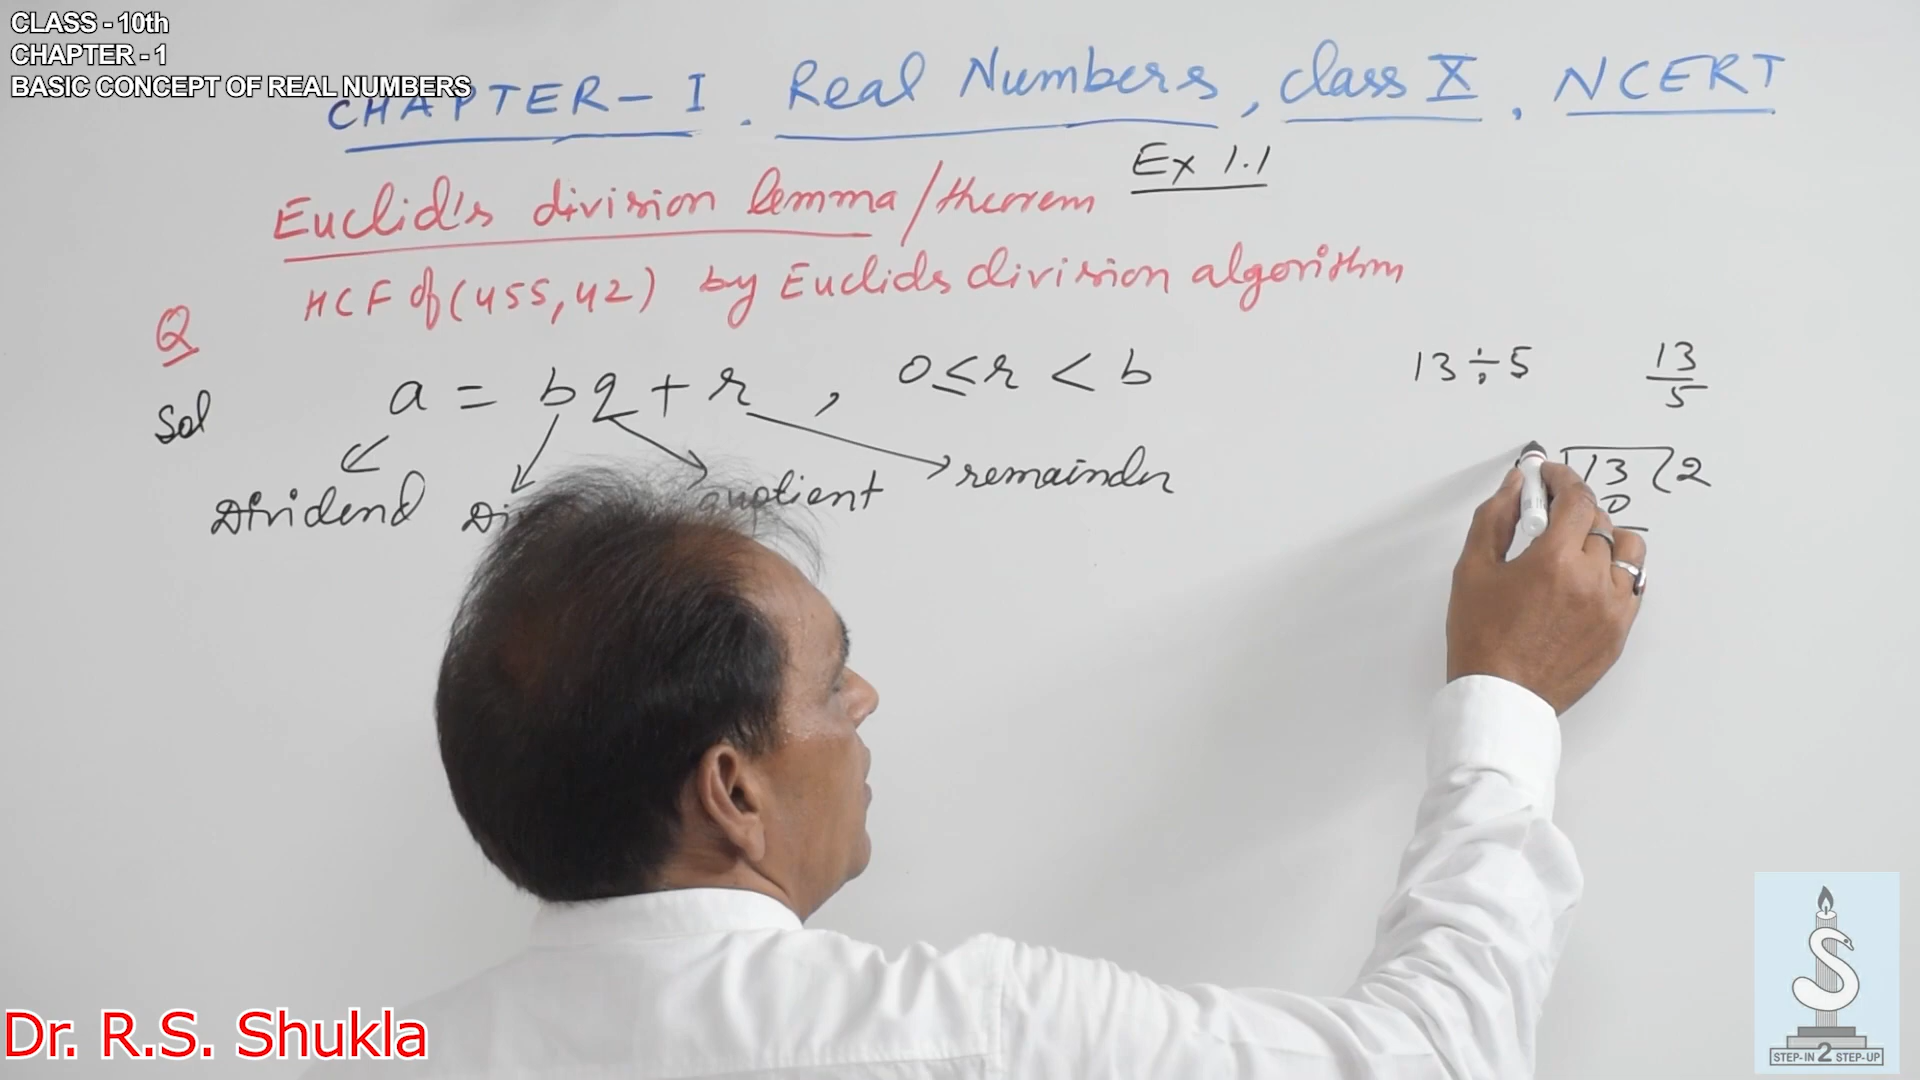 CLASS - 10th
CHAPTER - 1
BASIC CONCEPT OF REAL NUMBERS
CHAPTER - I . Real Numbers, Class X, NCERT
Ex 1.1
Euclid's division lemma/theorem
Q HCF of (455,42) by Euclids division algorithm
Sol a = bq + r , 0 ≤ r < b
13 ÷ 5 13/5
Dividend quotient remainder
13 2
0
Dr. R.S. Shukla
STEP-IN 2 STEP-UP